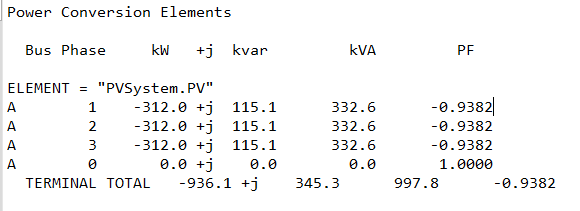 Power Conversion Elements
Bus Phase kW +j kvar kVA PF
ELEMENT = "PVSystem.PV"
A 1 -312.0 +j 115.1 332.6 -0.9382
A 2 -312.0 +j 115.1 332.6 -0.9382
A 3 -312.0 +j 115.1 332.6 -0.9382
A 0 0.0 +j 0.0 0.0 1.0000
TERMINAL TOTAL -936.1 +j 345.3 997.8 -0.9382